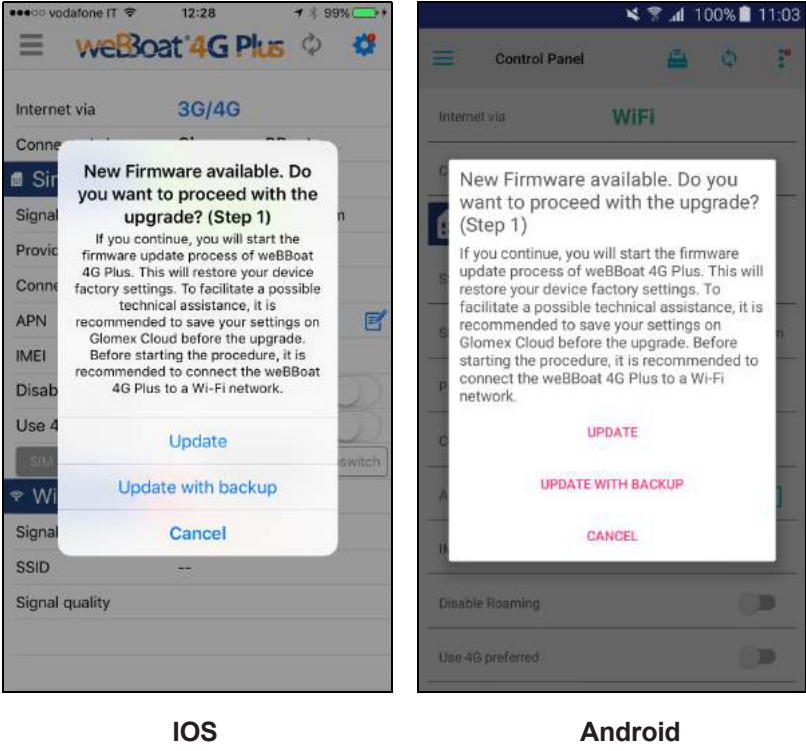 vodafone IT 12:28 99%
weBBoat 4G Plus
Internet via 3G/4G
Conne
Sim
Signal m
Provid
Conne
APN
IMEI
Disab
Use 4
SIM switch
Wi
Signal
SSID --
Signal quality
New Firmware available. Do
you want to proceed with the
upgrade? (Step 1)
If you continue, you will start the
firmware update process of weBBoat
4G Plus. This will restore your device
factory settings. To facilitate a possible
technical assistance, it is
recommended to save your settings on
Glomex Cloud before the upgrade.
Before starting the procedure, it is
recommended to connect the weBBoat
4G Plus to a Wi-Fi network.
Update
Update with backup
Cancel
IOS
100% 11:03
Control Panel
Internet via WiFi
New Firmware available. Do you
want to proceed with the upgrade?
(Step 1)
If you continue, you will start the firmware
update process of weBBoat 4G Plus. This will
restore your device factory settings. To
facilitate a possible technical assistance, it is
recommended to save your settings on
Glomex Cloud before the upgrade. Before
starting the procedure, it is recommended to
connect the weBBoat 4G Plus to a Wi-Fi
network.
UPDATE
UPDATE WITH BACKUP
CANCEL
Disable Roaming
Use 4G preferred
Android